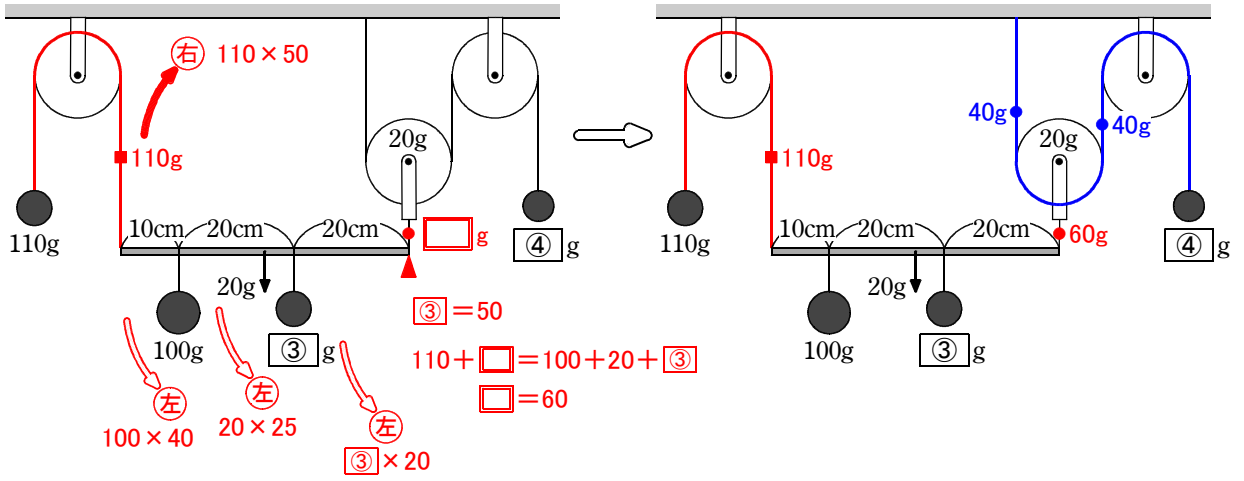 右 110×50
20g
110g
110g
10cm 20cm 20cm
□ g
④ g
20g
100g
③ g
③=50
110+□=100+20+③
□=60
左
100×40
左
20×25
左
③×20
40g
40g
20g
110g
110g
10cm 20cm 20cm
60g
④ g
20g
100g
③ g